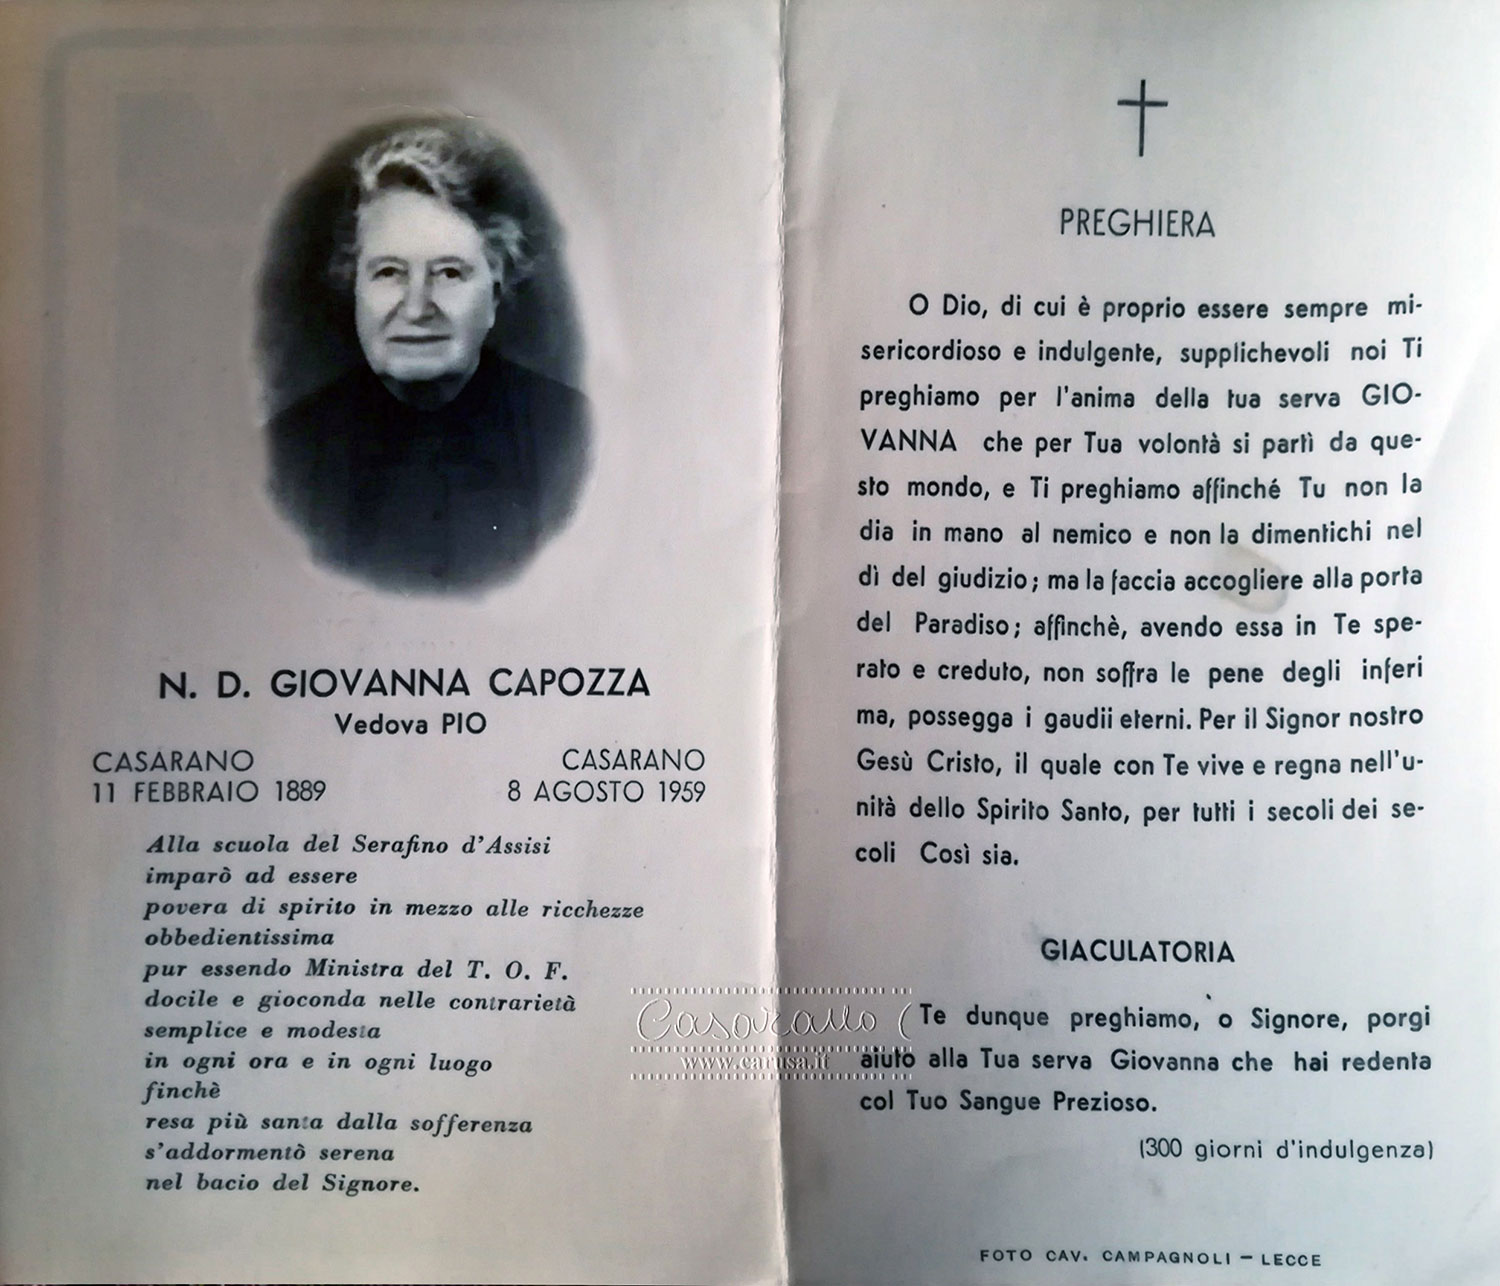 N. D. GIOVANNA CAPOZZA
Vedova PIO
CASARANO
11 FEBBRAIO 1889
CASARANO
8 AGOSTO 1959
Alla scuola del Serafino d'Assisi
imparò ad essere
povera di spirito in mezzo alle ricchezze
obbedientissima
pur essendo Ministra del T. O. F.
docile e gioconda nelle contrarietà
semplice e modesta
in ogni ora e in ogni luogo
finchè
resa più santa dalla sofferenza
s'addormentò serena
nel bacio del Signore.
PREGHIERA
O Dio, di cui è proprio essere sempre mi-
sericordioso e indulgente, supplichevoli noi Ti
preghiamo per l'anima della tua serva GIO-
VANNA che per Tua volontà si partì da que-
sto mondo, e Ti preghiamo affinché Tu non la
dia in mano al nemico e non la dimentichi nel
dì del giudizio; ma la faccia accogliere alla porta
del Paradiso; affinchè, avendo essa in Te spe-
rato e creduto, non soffra le pene degli inferi
ma, possegga i gaudii eterni. Per il Signor nostro
Gesù Cristo, il quale con Te vive e regna nell'u-
nità dello Spirito Santo, per tutti i secoli dei se-
coli Così sia.
GIACULATORIA
Te dunque preghiamo, o Signore, porgi
aiuto alla Tua serva Giovanna che hai redenta
col Tuo Sangue Prezioso.
(300 giorni d'indulgenza)
FOTO CAV. CAMPAGNOLI - LECCE
Casarano
www.carusa.it